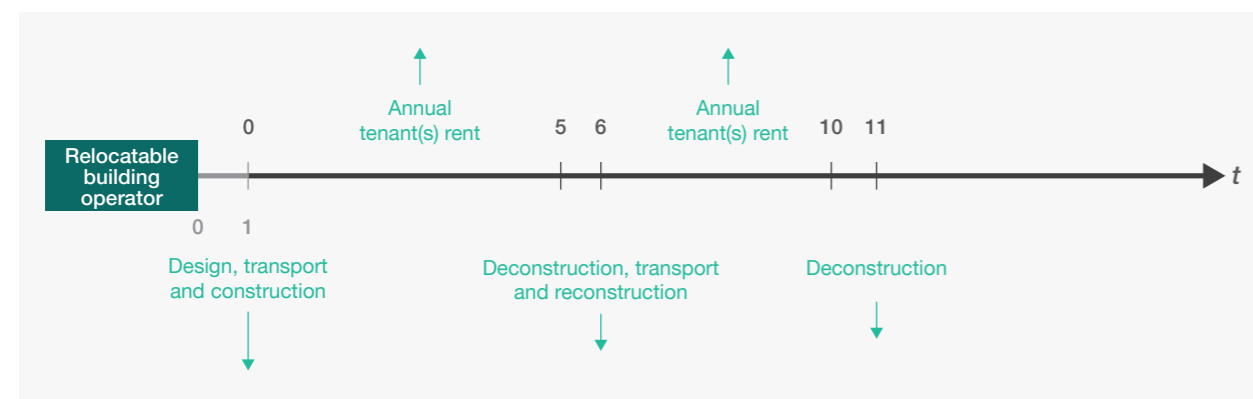 Annual
tenant(s) rent
Annual
tenant(s) rent
0
5
6
10
11
Relocatable
building
operator
t
0
1
Design, transport
and construction
Deconstruction, transport
and reconstruction
Deconstruction